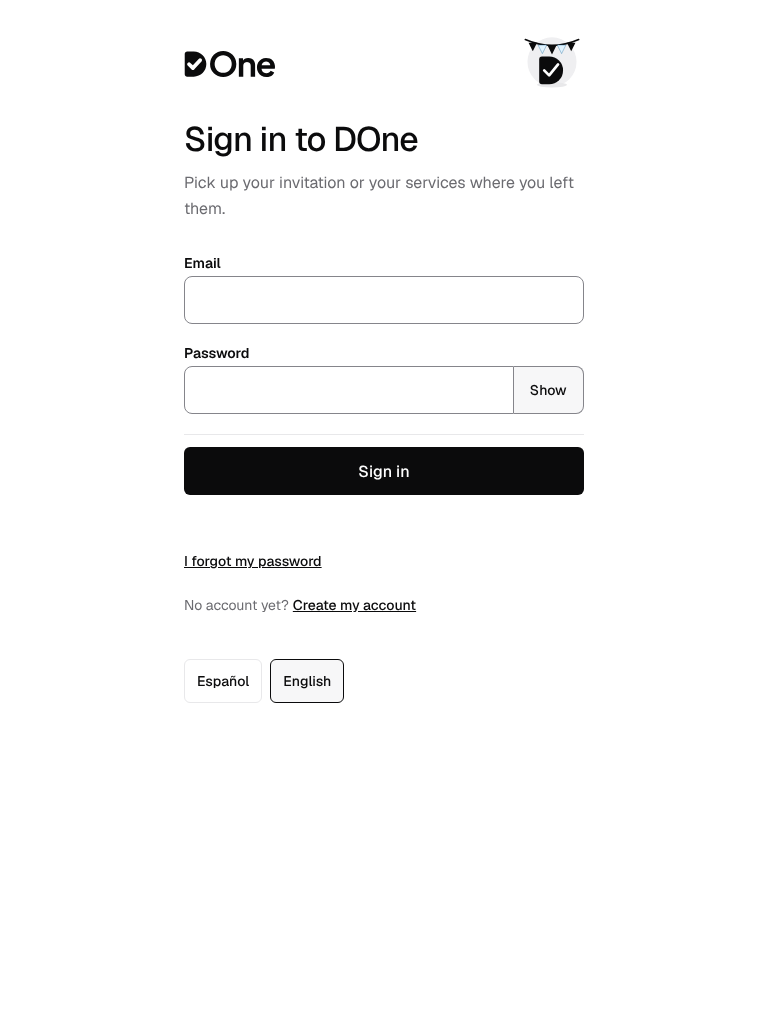 DOne
Sign in to DOne
Pick up your invitation or your services where you left
them.
Email
Password
Show
Sign in
I forgot my password
No account yet? Create my account
Español English